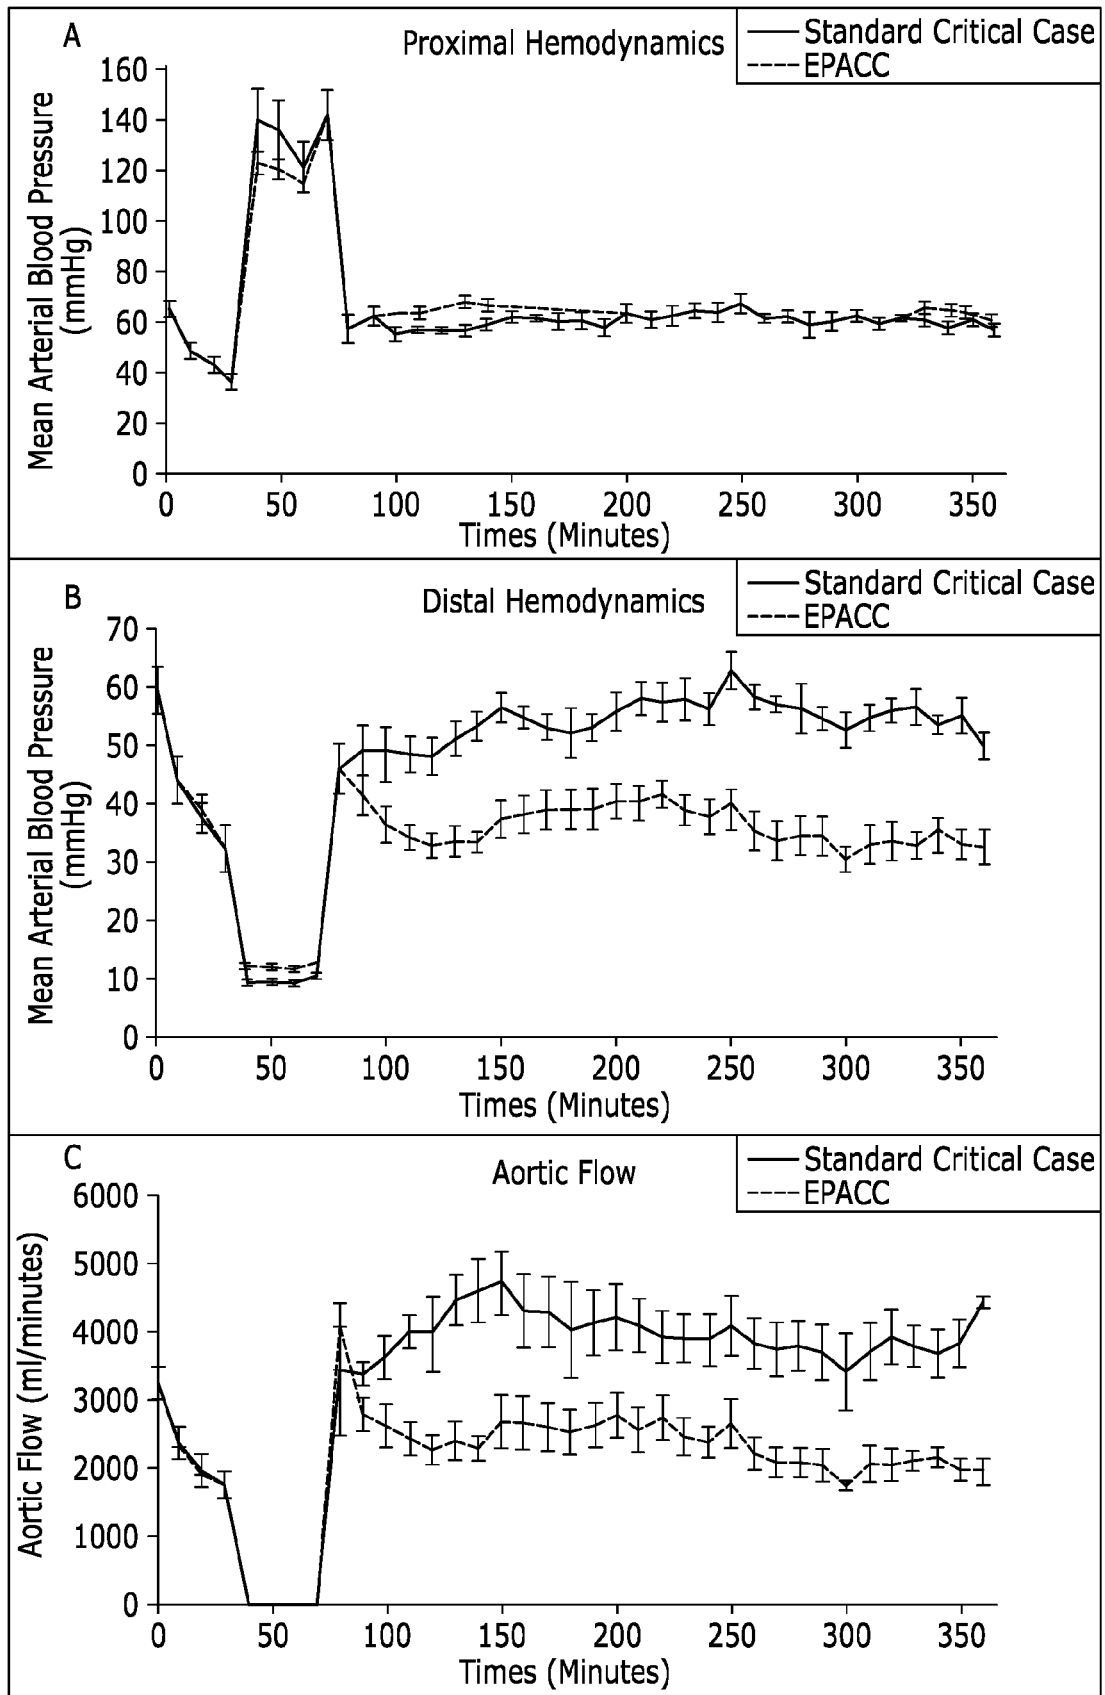 A
Proximal Hemodynamics
Standard Critical Case
EPACC
Mean Arterial Blood Pressure
(mmHg)
160
140
120
100
80
60
40
20
0
0 50 100 150 200 250 300 350
Times (Minutes)
B
Distal Hemodynamics
Standard Critical Case
EPACC
Mean Arterial Blood Pressure
(mmHg)
70
60
50
40
30
20
10
0
0 50 100 150 200 250 300 350
Times (Minutes)
C
Aortic Flow
Standard Critical Case
EPACC
Aortic Flow (ml/minutes)
6000
5000
4000
3000
2000
1000
0
0 50 100 150 200 250 300 350
Times (Minutes)